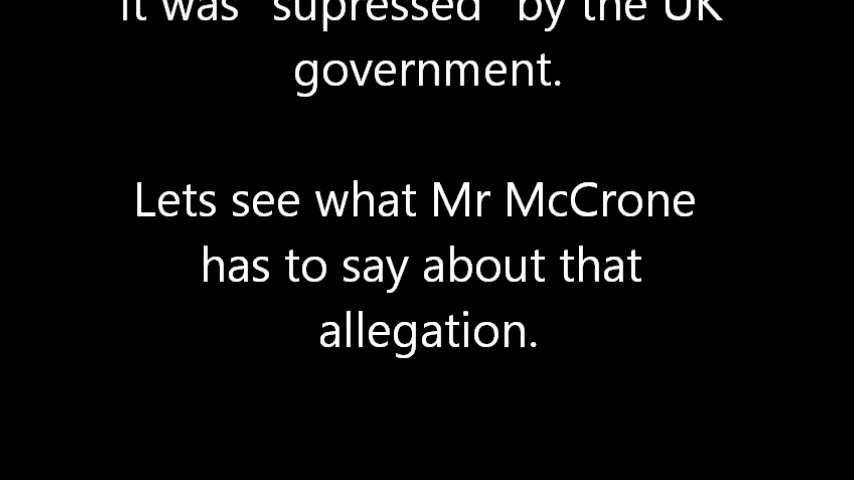 It was "supressed" by the UK
government.
Lets see what Mr McCrone
has to say about that
allegation.